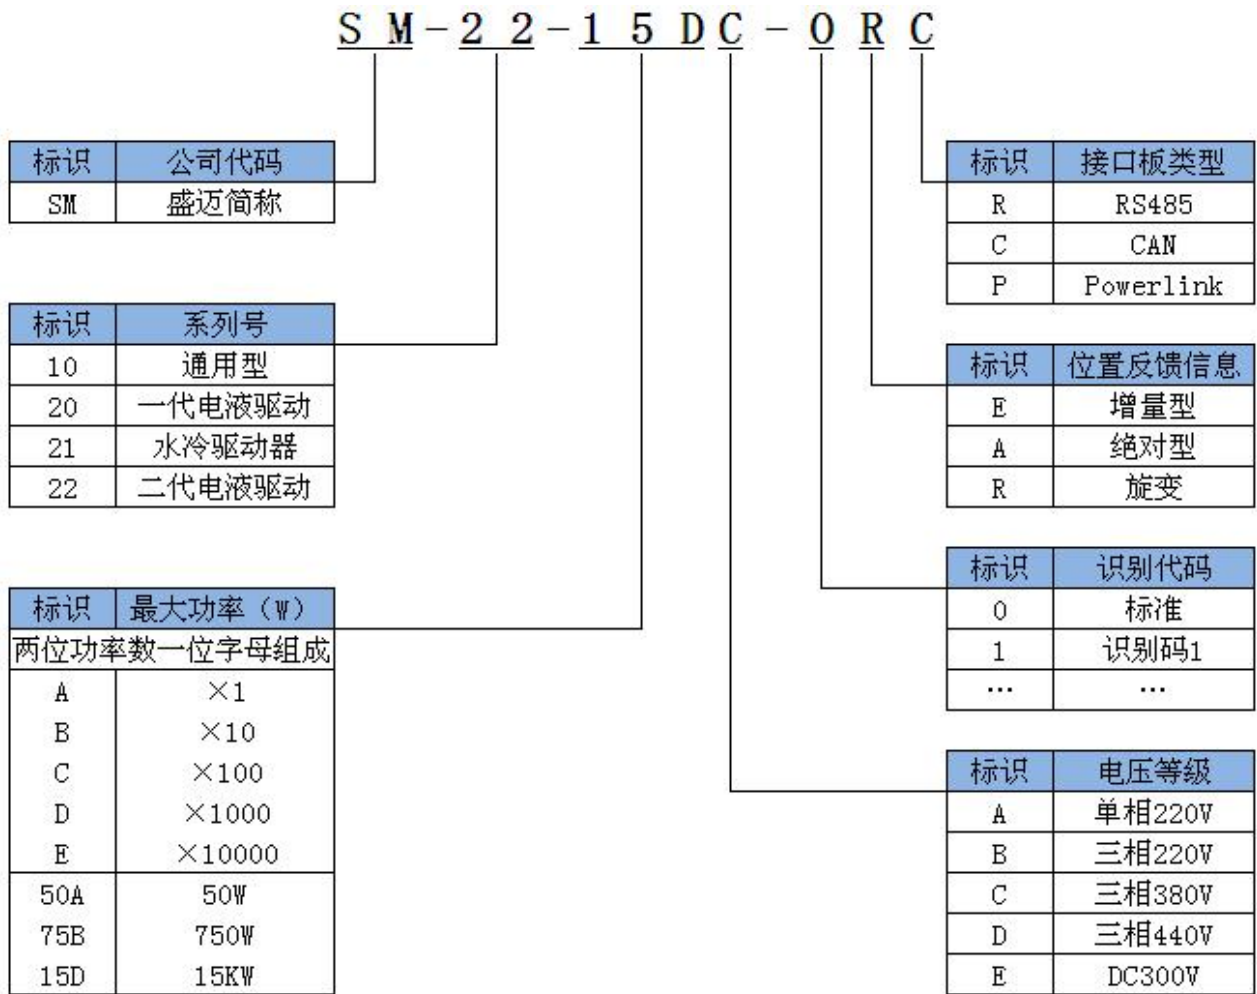 SM-22-15DC-0RC
标识 公司代码
SM 盛迈简称
标识 系列号
10 通用型
20 一代电液驱动
21 水冷驱动器
22 二代电液驱动
标识 最大功率（W）
两位功率数一位字母组成
A ×1
B ×10
C ×100
D ×1000
E ×10000
50A 50W
75B 750W
15D 15KW
标识 接口板类型
R RS485
C CAN
P Powerlink
标识 位置反馈信息
E 增量型
A 绝对型
R 旋变
标识 识别代码
0 标准
1 识别码1
… …
标识 电压等级
A 单相220V
B 三相220V
C 三相380V
D 三相440V
E DC300V